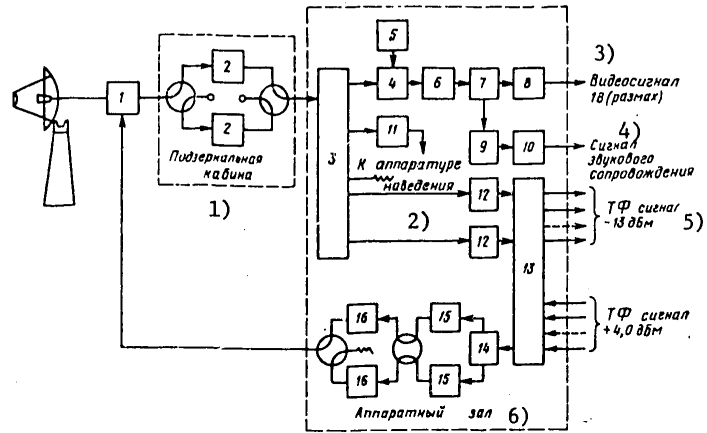 5
3)
2
1
4
6
7
8
Видеосигнал
1В (размах)
2
3
11
9
10
4)
Сигнал
звукового
сопровождения
Подзеркальная
кабина
К аппаратуре
наведения
1)
2)
12
12
13
ТФ сигнал
-13 дбм
5)
16
15
14
16
15
ТФ сигнал
+4,0 дбм
Аппаратный зал
6)